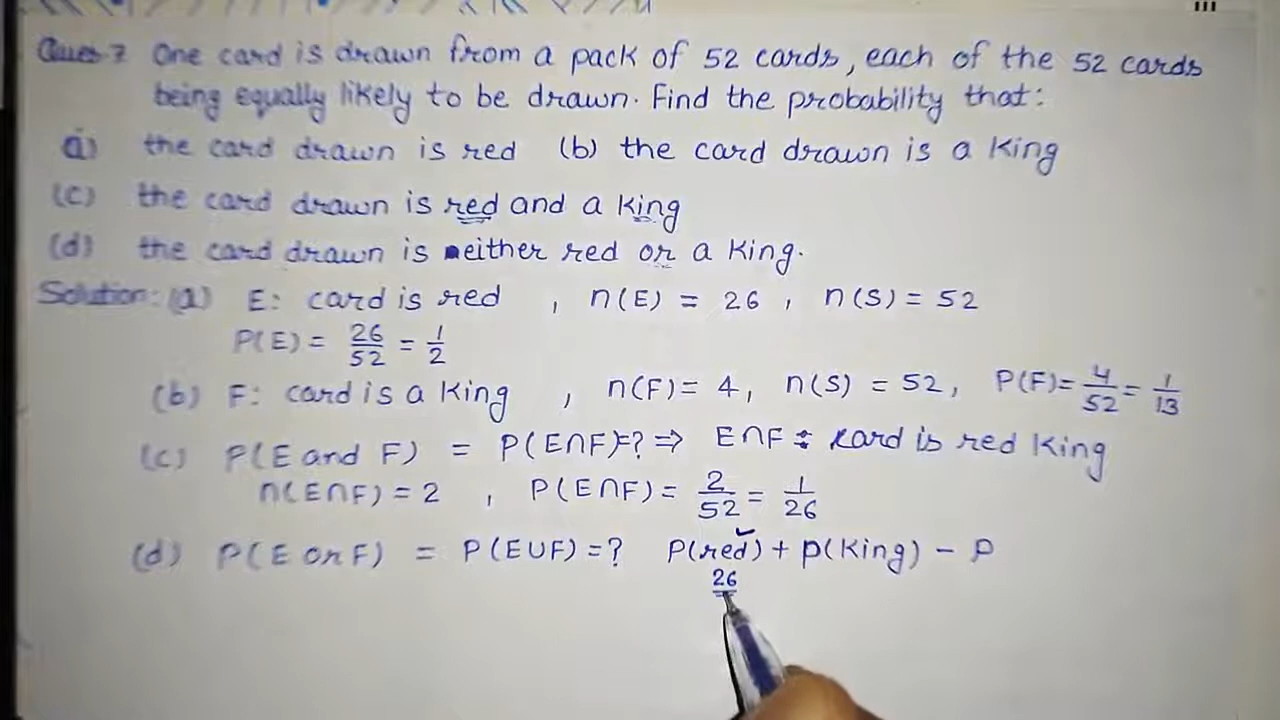 Ques-7 One card is drawn from a pack of 52 cards, each of the 52 cards
being equally likely to be drawn. Find the probability that:
a) the card drawn is red (b) the card drawn is a King
(c) the card drawn is red and a king
(d) the card drawn is neither red or a King.
Solution: (a) E: card is red , n(E) = 26 , n(S) = 52
P(E) = 26/52 = 1/2
(b) F: card is a King , n(F) = 4, n(S) = 52, P(F) = 4/52 = 1/13
(c) P(E and F) = P(E∩F)=? ⇒ E∩F : card is red King
n(E∩F) = 2 , P(E∩F) = 2/52 = 1/26
(d) P(E or F) = P(E∪F) = ? P(red) + P(King) − P
26